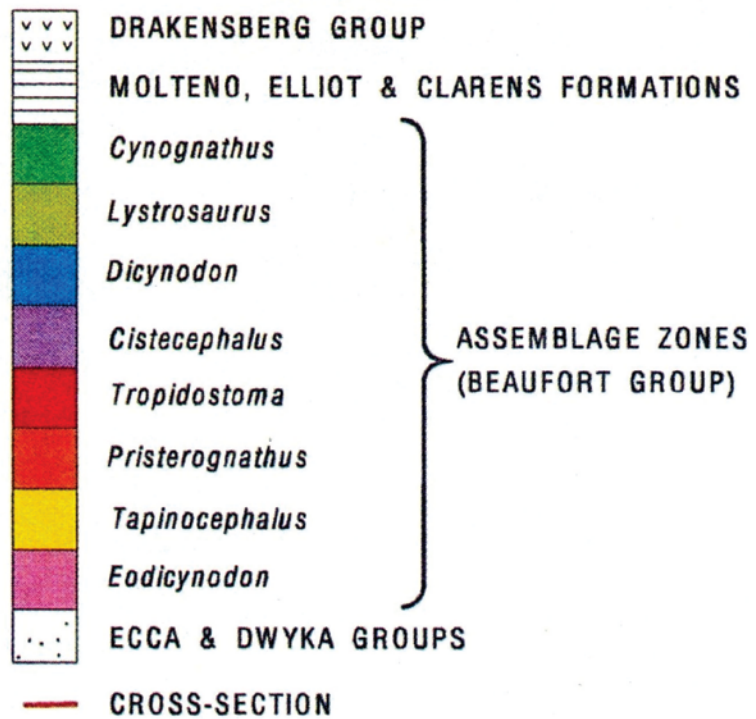 DRAKENSBERG GROUP
MOLTENO, ELLIOT & CLARENS FORMATIONS
Cynognathus
Lystrosaurus
Dicynodon
Cistecephalus
Tropidostoma
Pristerognathus
Tapinocephalus
Eodicynodon
ASSEMBLAGE ZONES
(BEAUFORT GROUP)
ECCA & DWYKA GROUPS
CROSS-SECTION